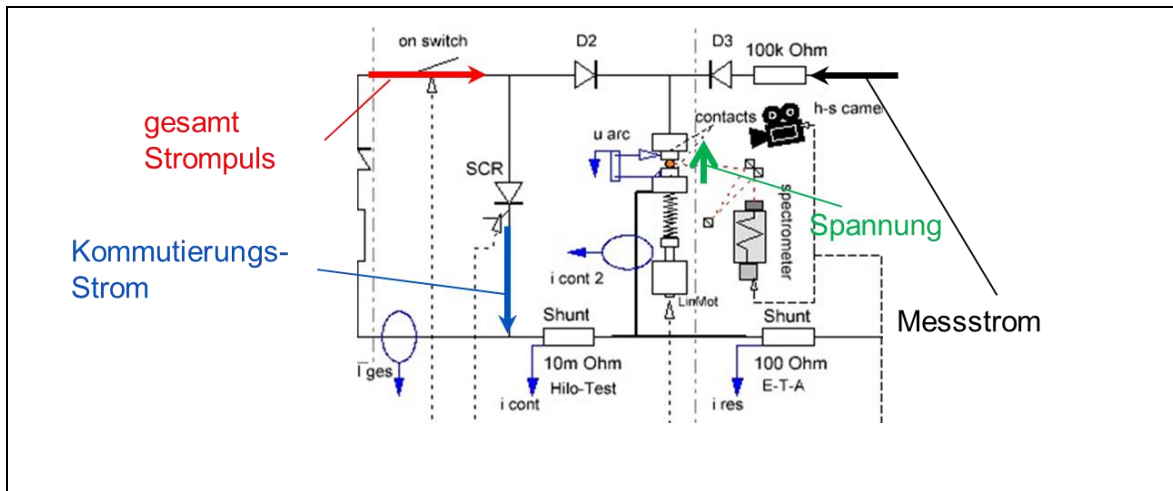 on switch
D2
D3
100k Ohm
gesamt
Strompuls
h-s camer
contacts
u arc
SCR
spectrometer
Spannung
Kommutierungs-
Strom
i cont 2
LinMot
Messstrom
Shunt
Shunt
i ges
10m Ohm
100 Ohm
Hilo-Test
E-T-A
i cont
i res